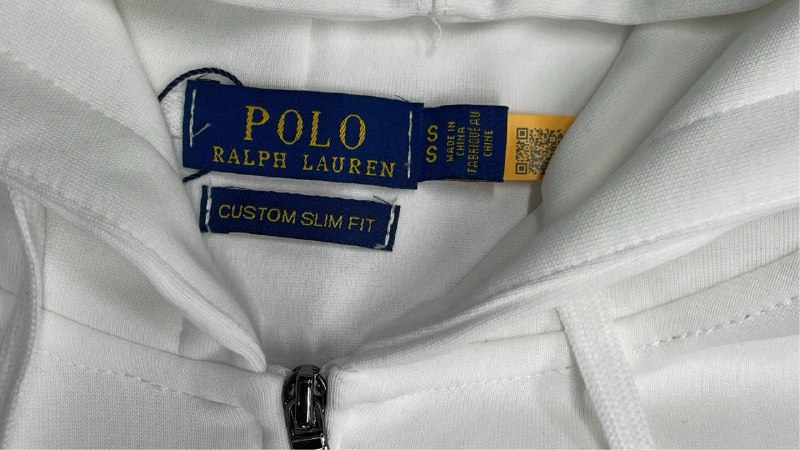 POLO
RALPH LAUREN
S
S
MADE IN
CHINA
FABRIQUE AU
CHINE
CUSTOM SLIM FIT